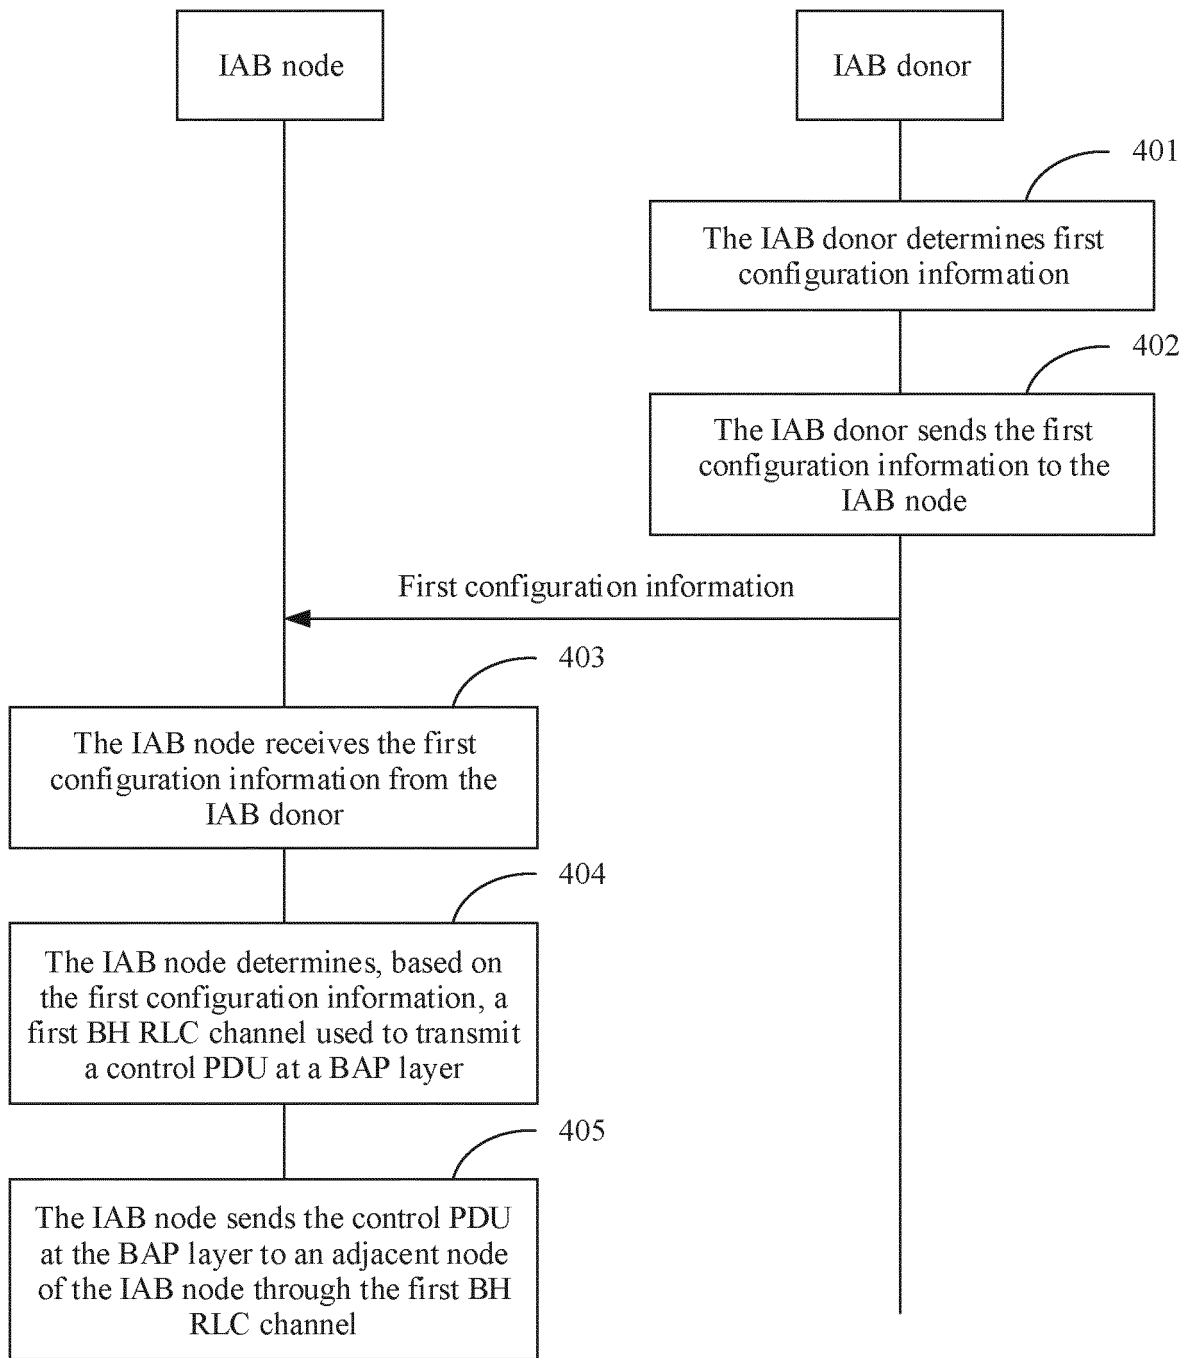 IAB node
IAB donor
401
The IAB donor determines first
configuration information
402
The IAB donor sends the first
configuration information to the
IAB node
First configuration information
403
The IAB node receives the first
configuration information from the
IAB donor
404
The IAB node determines, based on
the first configuration information, a
first BH RLC channel used to transmit
a control PDU at a BAP layer
405
The IAB node sends the control PDU
at the BAP layer to an adjacent node
of the IAB node through the first BH
RLC channel